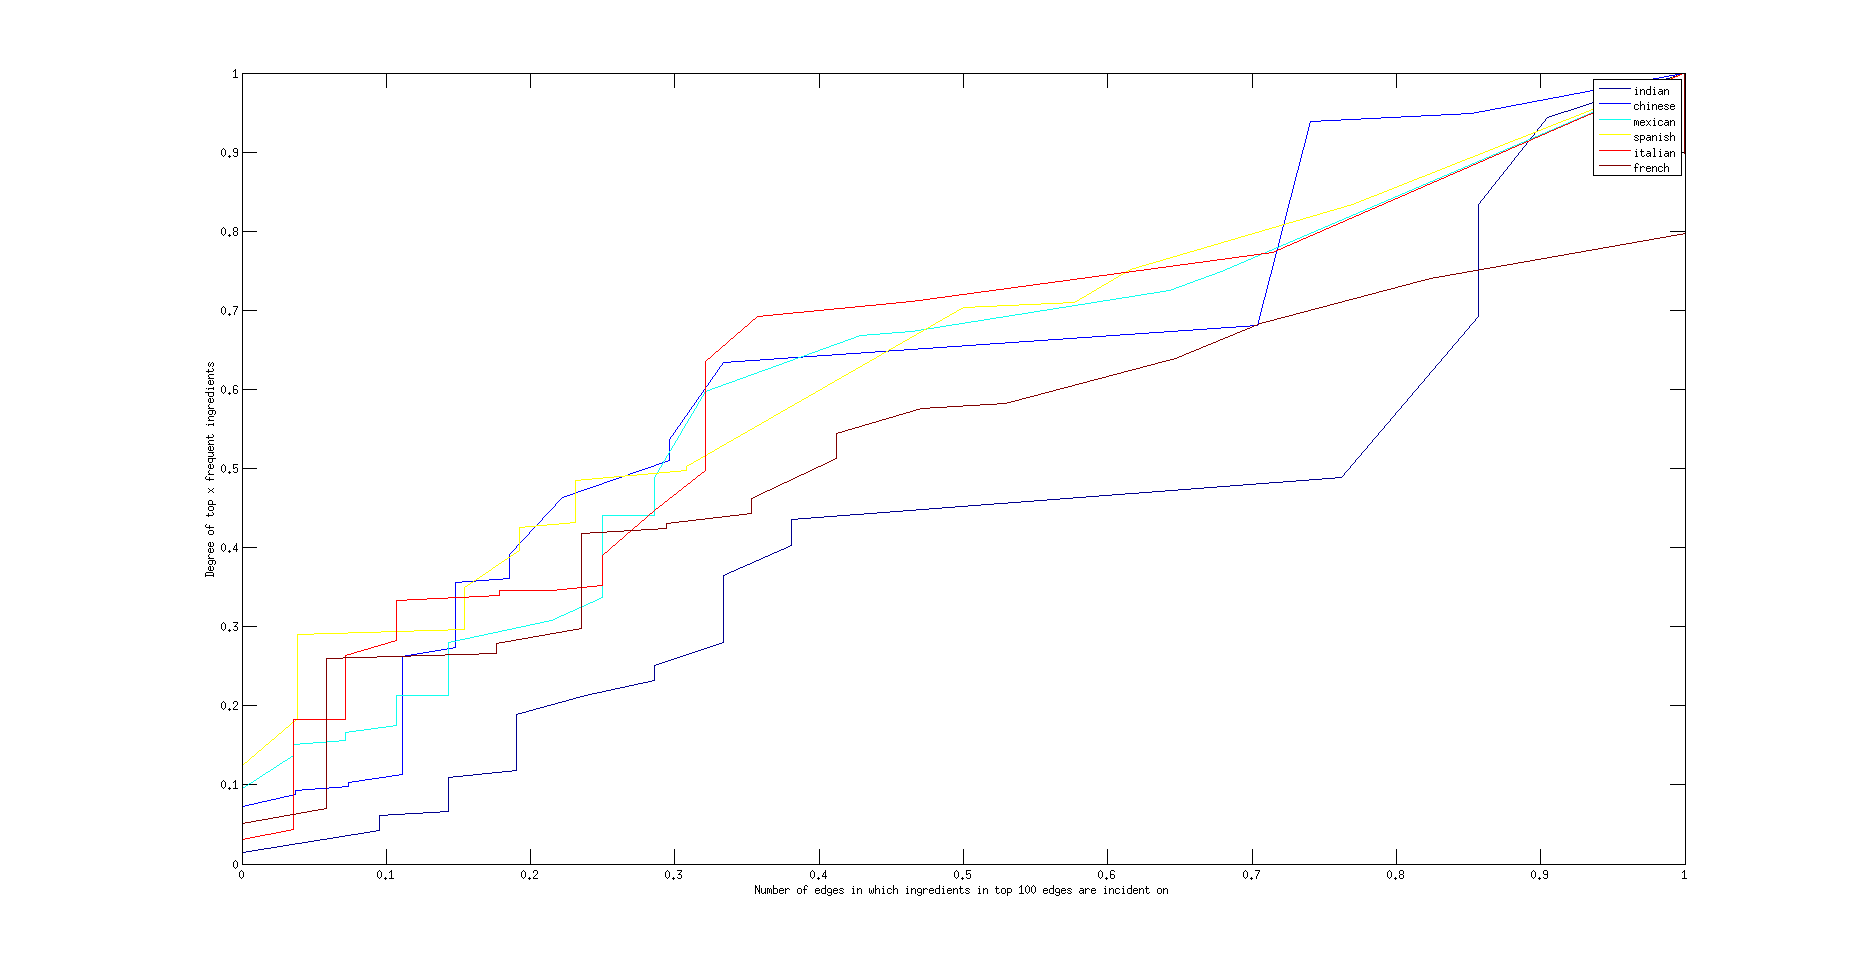 1
0.9
0.8
0.7
0.6
0.5
0.4
0.3
0.2
0.1
0
Degree of top x frequent ingredients
indian
chinese
mexican
spanish
italian
french
0 0.1 0.2 0.3 0.4 0.5 0.6 0.7 0.8 0.9 1
Number of edges in which ingredients in top 100 edges are incident on